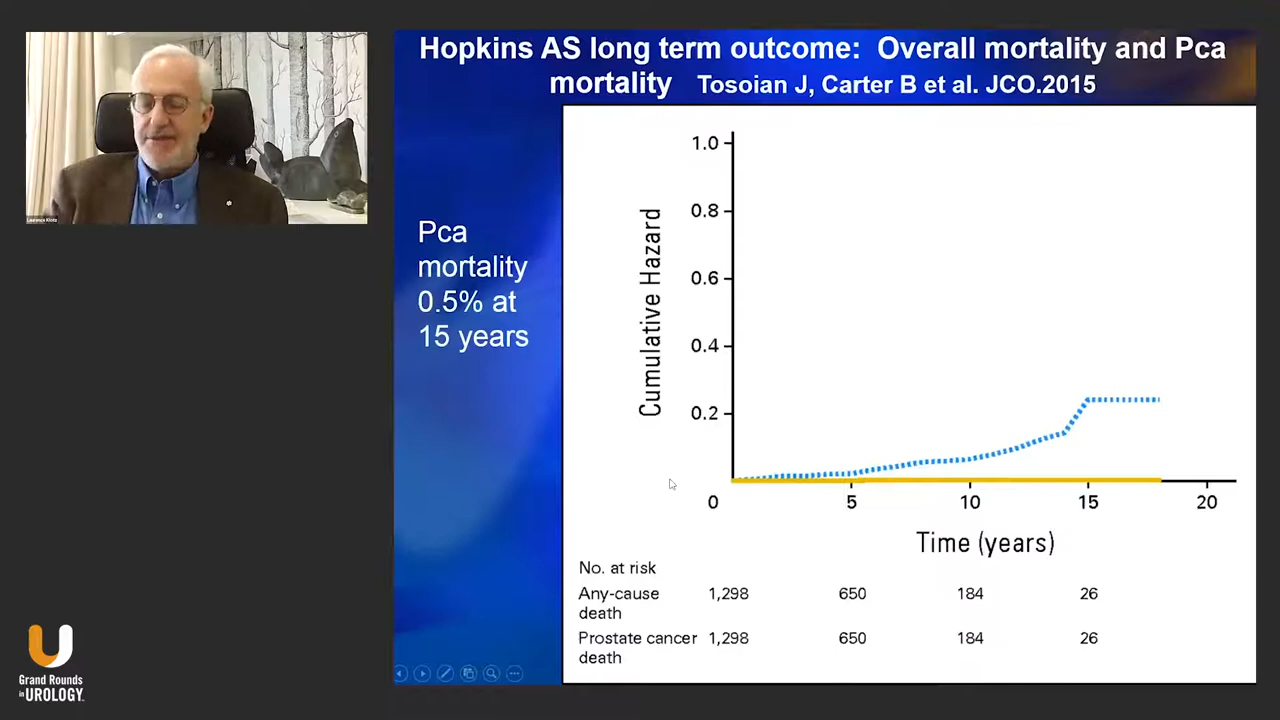 Hopkins AS long term outcome: Overall mortality and Pca
mortality Tosoian J, Carter B et al. JCO.2015
Laurence Klotz
Pca
mortality
0.5% at
15 years
Cumulative Hazard
1.0
0.8
0.6
0.4
0.2
0
5
10
15
20
Time (years)
No. at risk
Any-cause
death
1,298 650 184 26
Prostate cancer
death
1,298 650 184 26
U
Grand Rounds
in UROLOGY